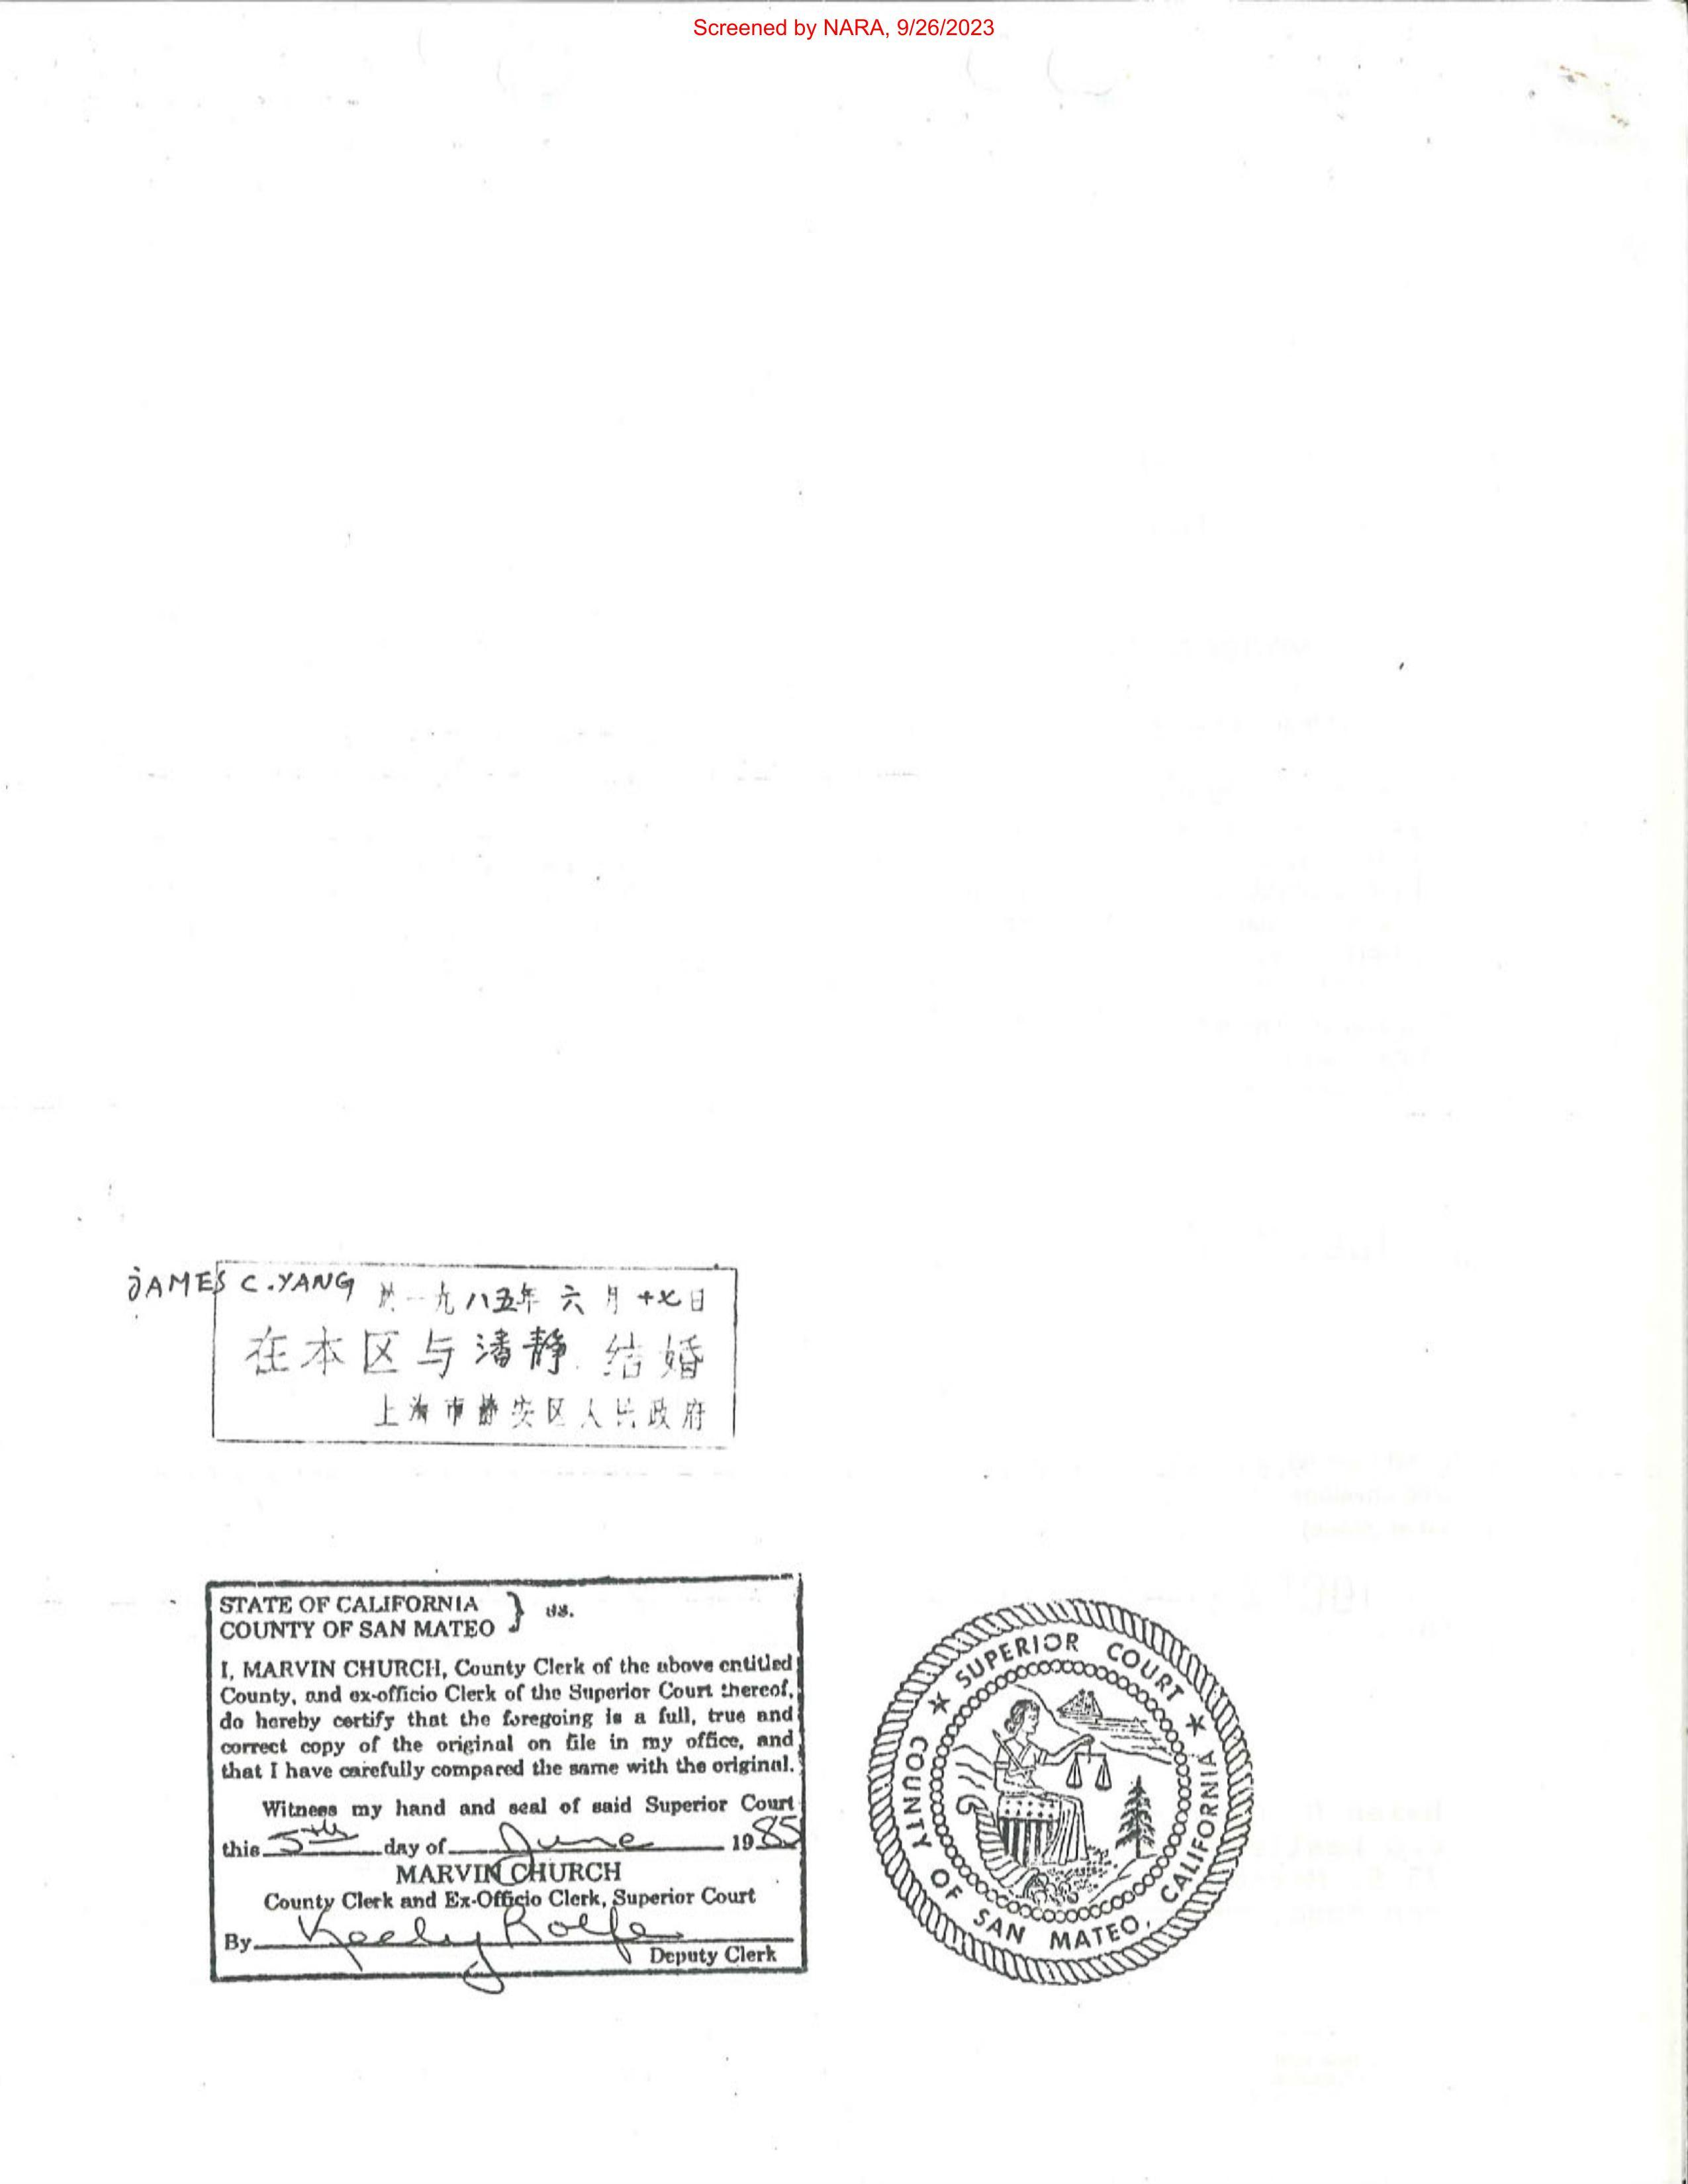 Screened by NARA, 9/26/2023
JAMES C. YANG 於一九八五年六月十七日
在本区与潘静结婚
上海市静安区人民政府
STATE OF CALIFORNIA
COUNTY OF SAN MATEO } ss.
I, MARVIN CHURCH, County Clerk of the above entitled
County, and ex-officio Clerk of the Superior Court thereof,
do hereby certify that the foregoing is a full, true and
correct copy of the original on file in my office, and
that I have carefully compared the same with the original.
Witness my hand and seal of said Superior Court
this 5th day of June 1985
MARVIN CHURCH
County Clerk and Ex-Officio Clerk, Superior Court
By Keely Rolfe
Deputy Clerk
★ SUPERIOR COURT ★
COUNTY OF SAN MATEO, CALIFORNIA